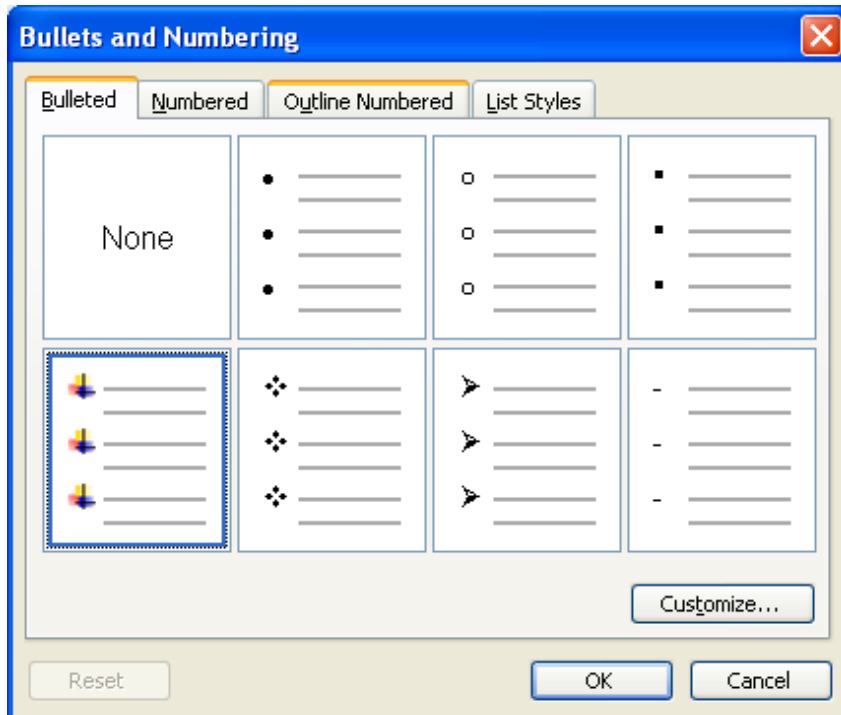 Bullets and Numbering
Bulleted Numbered Outline Numbered List Styles
None
Customize...
Reset OK Cancel